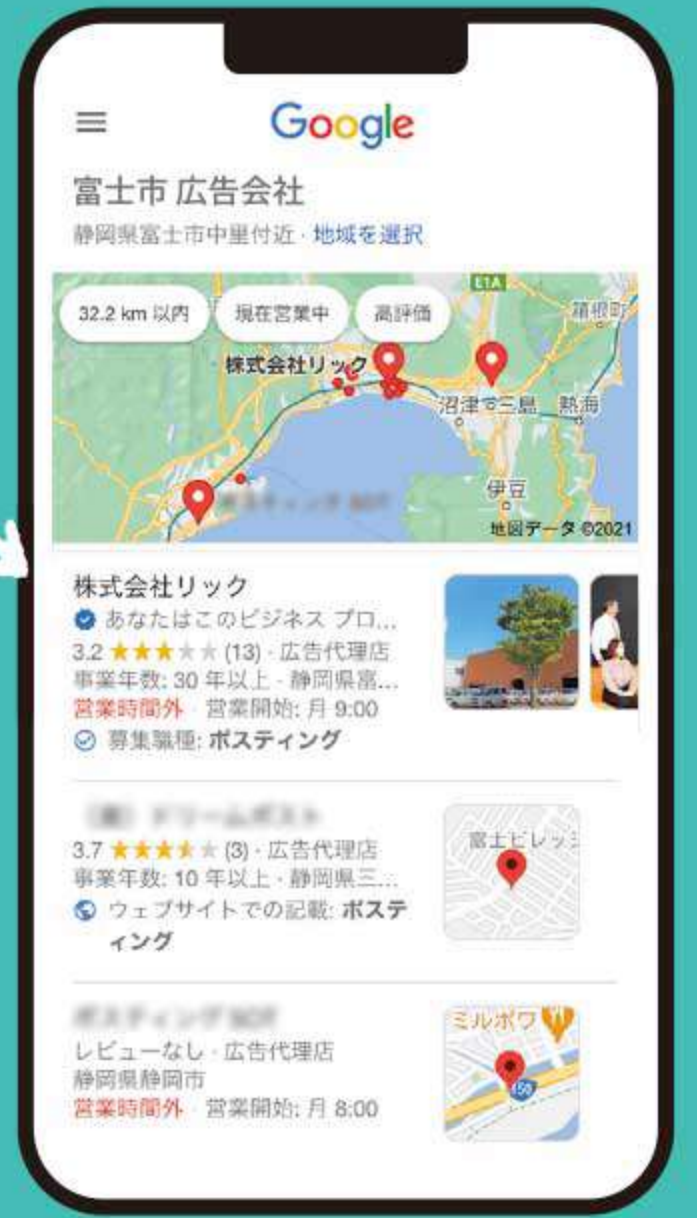 Google
富士市 広告会社
静岡県富士市中里付近 · 地域を選択
32.2 km 以内
現在営業中
高評価
E1A
箱根町
株式会社リック
沼津
三島
熱海
伊豆
地図データ ©2021
株式会社リック
あなたはこのビジネス プロ...
3.2 ★★★★★ (13) · 広告代理店
事業年数: 30 年以上 · 静岡県富...
営業時間外 · 営業開始: 月 9:00
募集職種: ポスティング
3.7 ★★★★★ (3) · 広告代理店
事業年数: 10 年以上 · 静岡県三...
ウェブサイトでの記載: ポステ
ィング
富士ビレッジ
レビューなし · 広告代理店
静岡県静岡市
営業時間外 · 営業開始: 月 8:00
ミルポワ
150